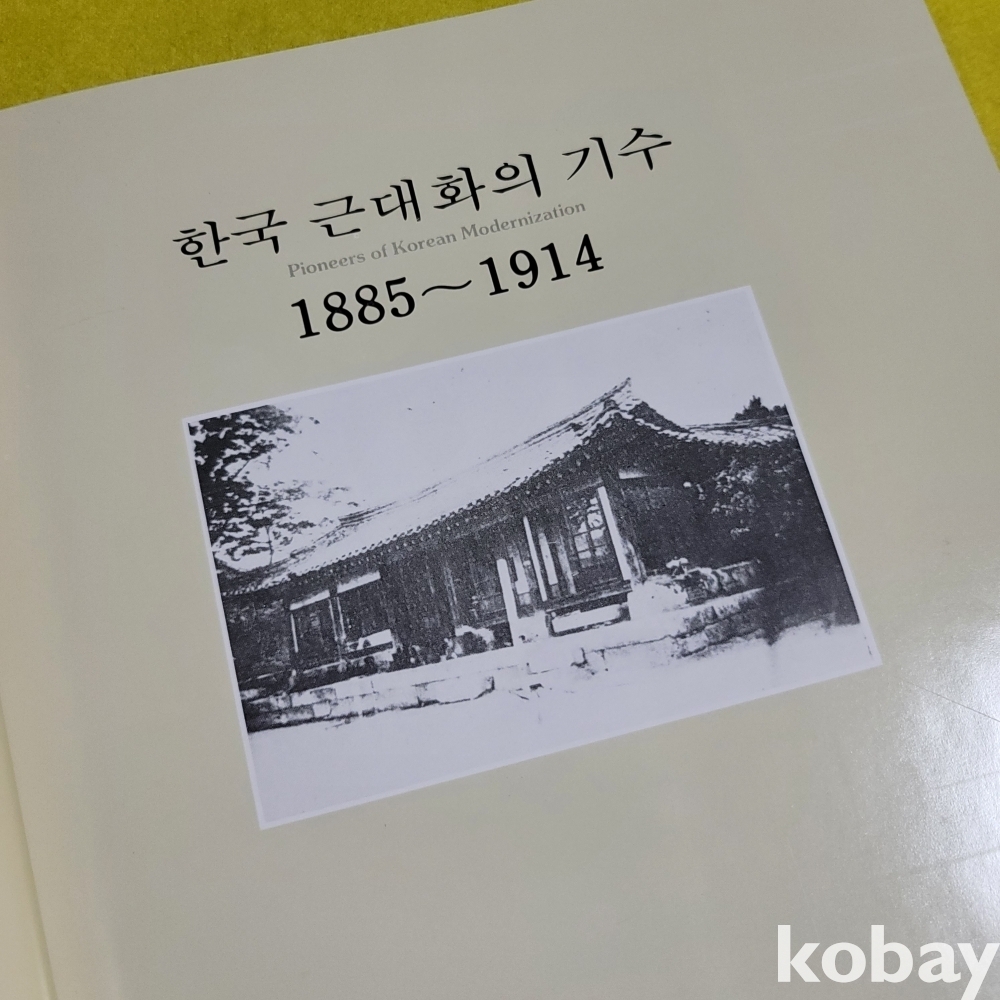 한국 근대화의 기수
Pioneers of Korean Modernization
1885~1914
kobay